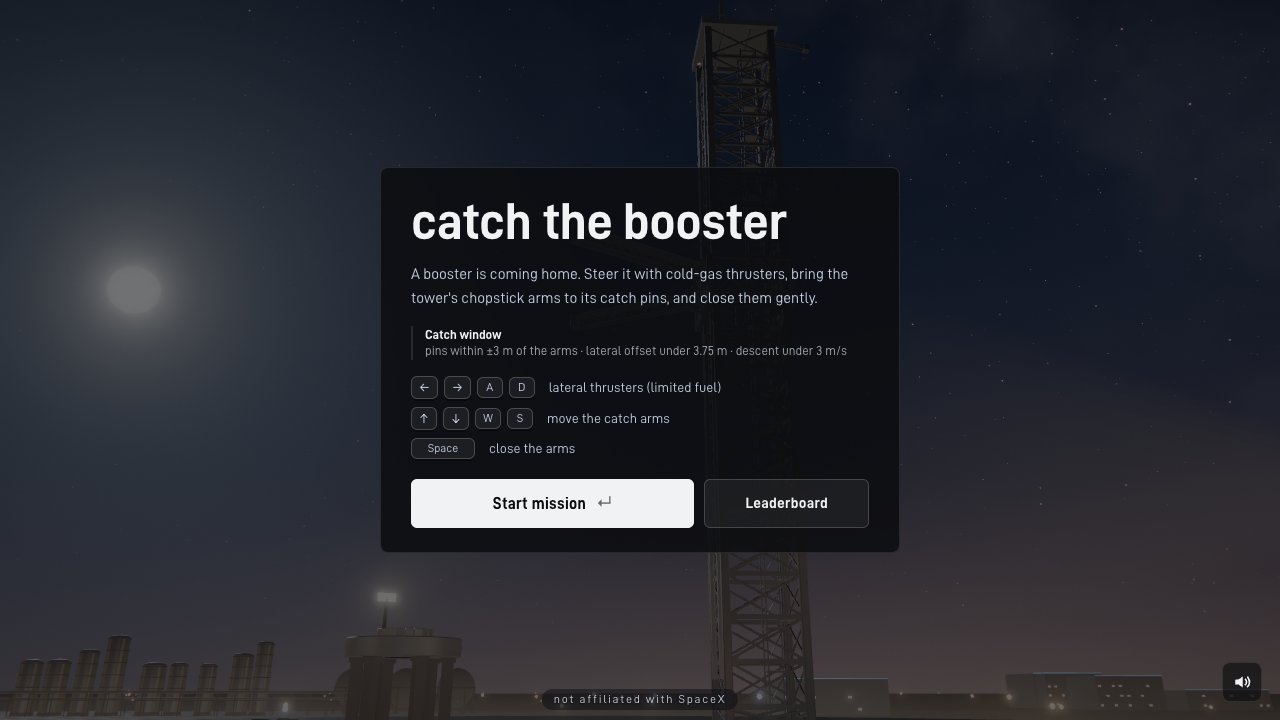 catch the booster
A booster is coming home. Steer it with cold-gas thrusters, bring the
tower's chopstick arms to its catch pins, and close them gently.
Catch window
pins within ±3 m of the arms · lateral offset under 3.75 m · descent under 3 m/s
← → A D lateral thrusters (limited fuel)
↑ ↓ W S move the catch arms
Space close the arms
Start mission ↵ Leaderboard
not affiliated with SpaceX